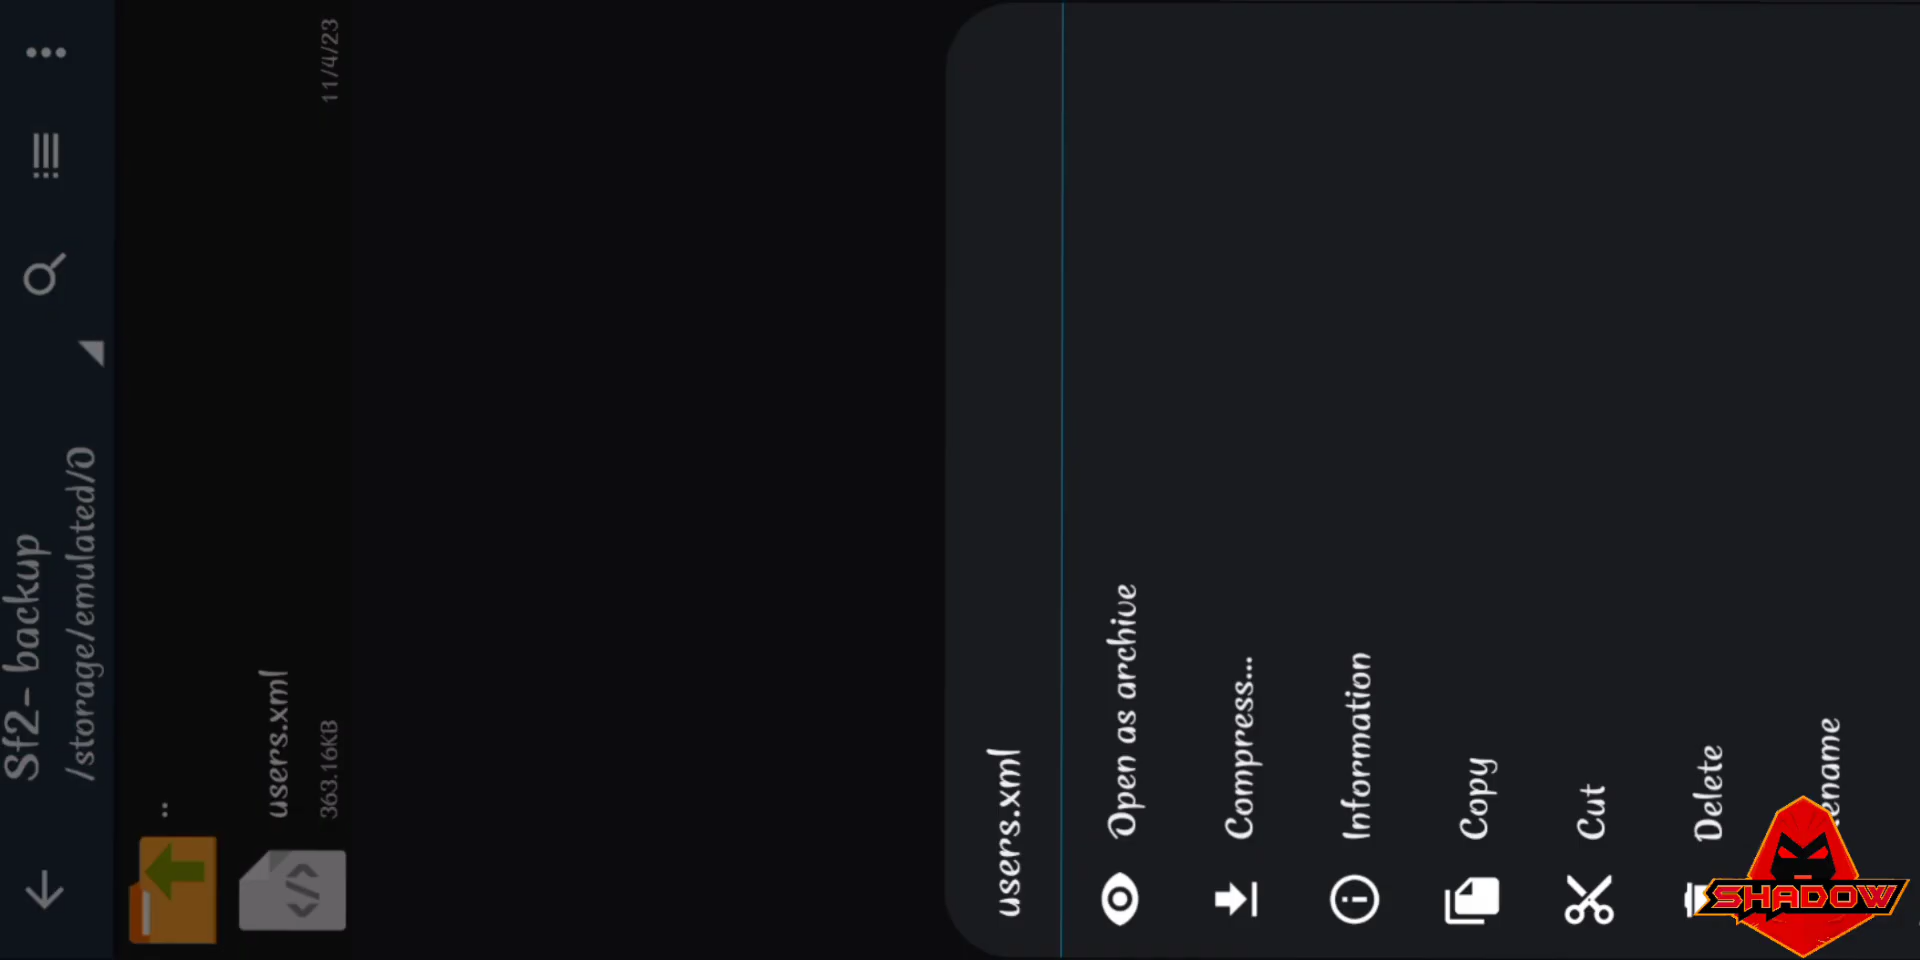 Sf2- backup
/storage/emulated/0
..
users.xml
363.16KB
11/4/23
users.xml
Open as archive
Compress...
Information
Copy
Cut
Delete
SHADOW